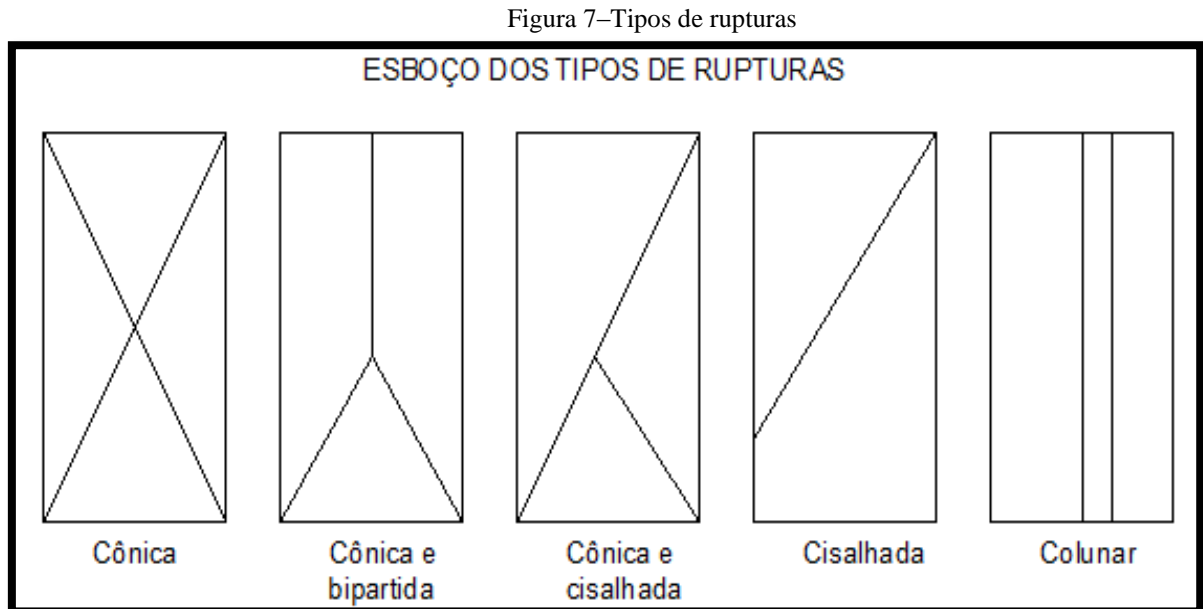 Figura 7–Tipos de rupturas
ESBOÇO DOS TIPOS DE RUPTURAS
Cônica
Cônica e
bipartida
Cônica e
cisalhada
Cisalhada
Colunar